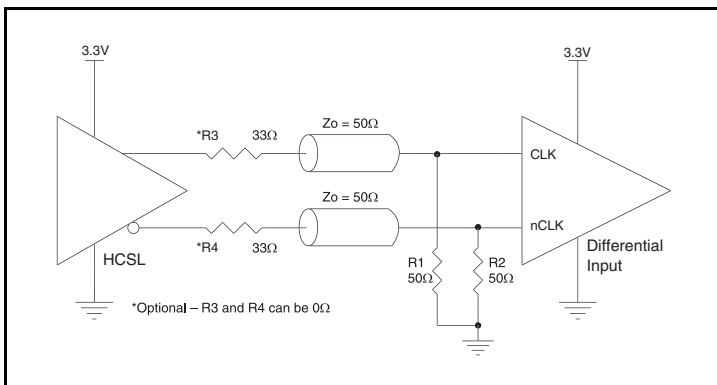 3.3V
3.3V
*R3 33Ω
Zo = 50Ω
CLK
Zo = 50Ω
nCLK
*R4 33Ω
HCSL
R1
50Ω
R2
50Ω
Differential
Input
*Optional – R3 and R4 can be 0Ω